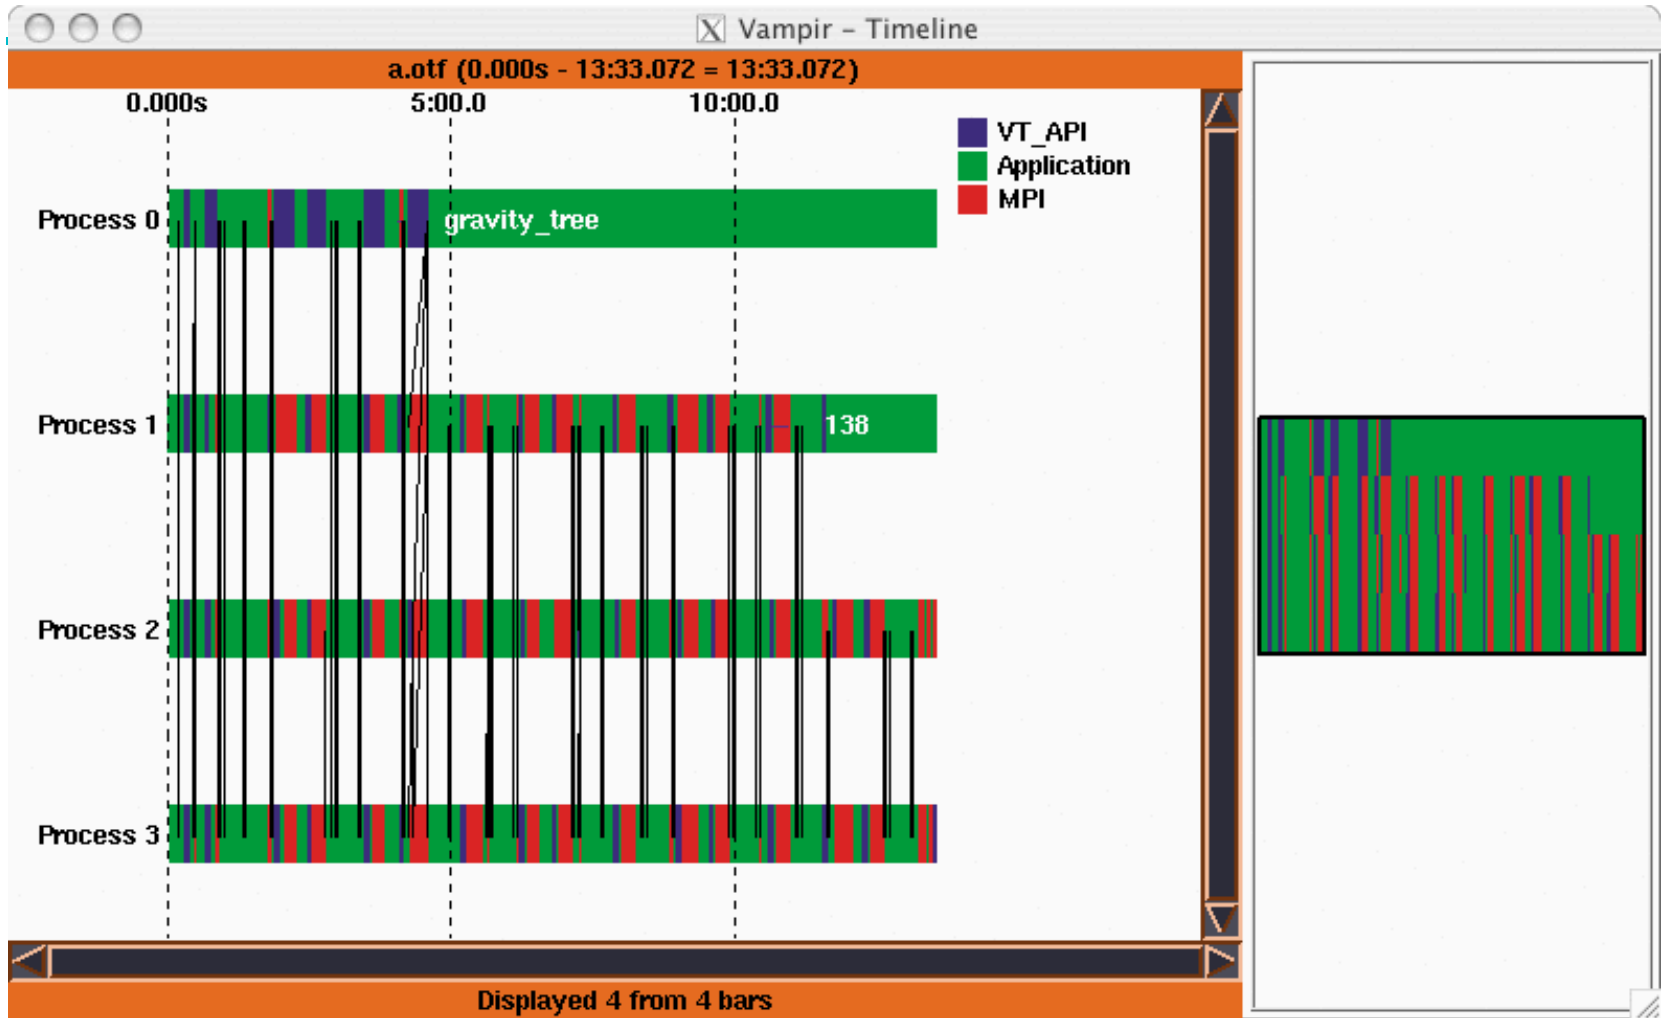 Vampir - Timeline
a.otf (0.000s - 13:33.072 = 13:33.072)
0.000s 5:00.0 10:00.0
VT_API
Application
MPI
Process 0 gravity_tree
Process 1 138
Process 2
Process 3
Displayed 4 from 4 bars